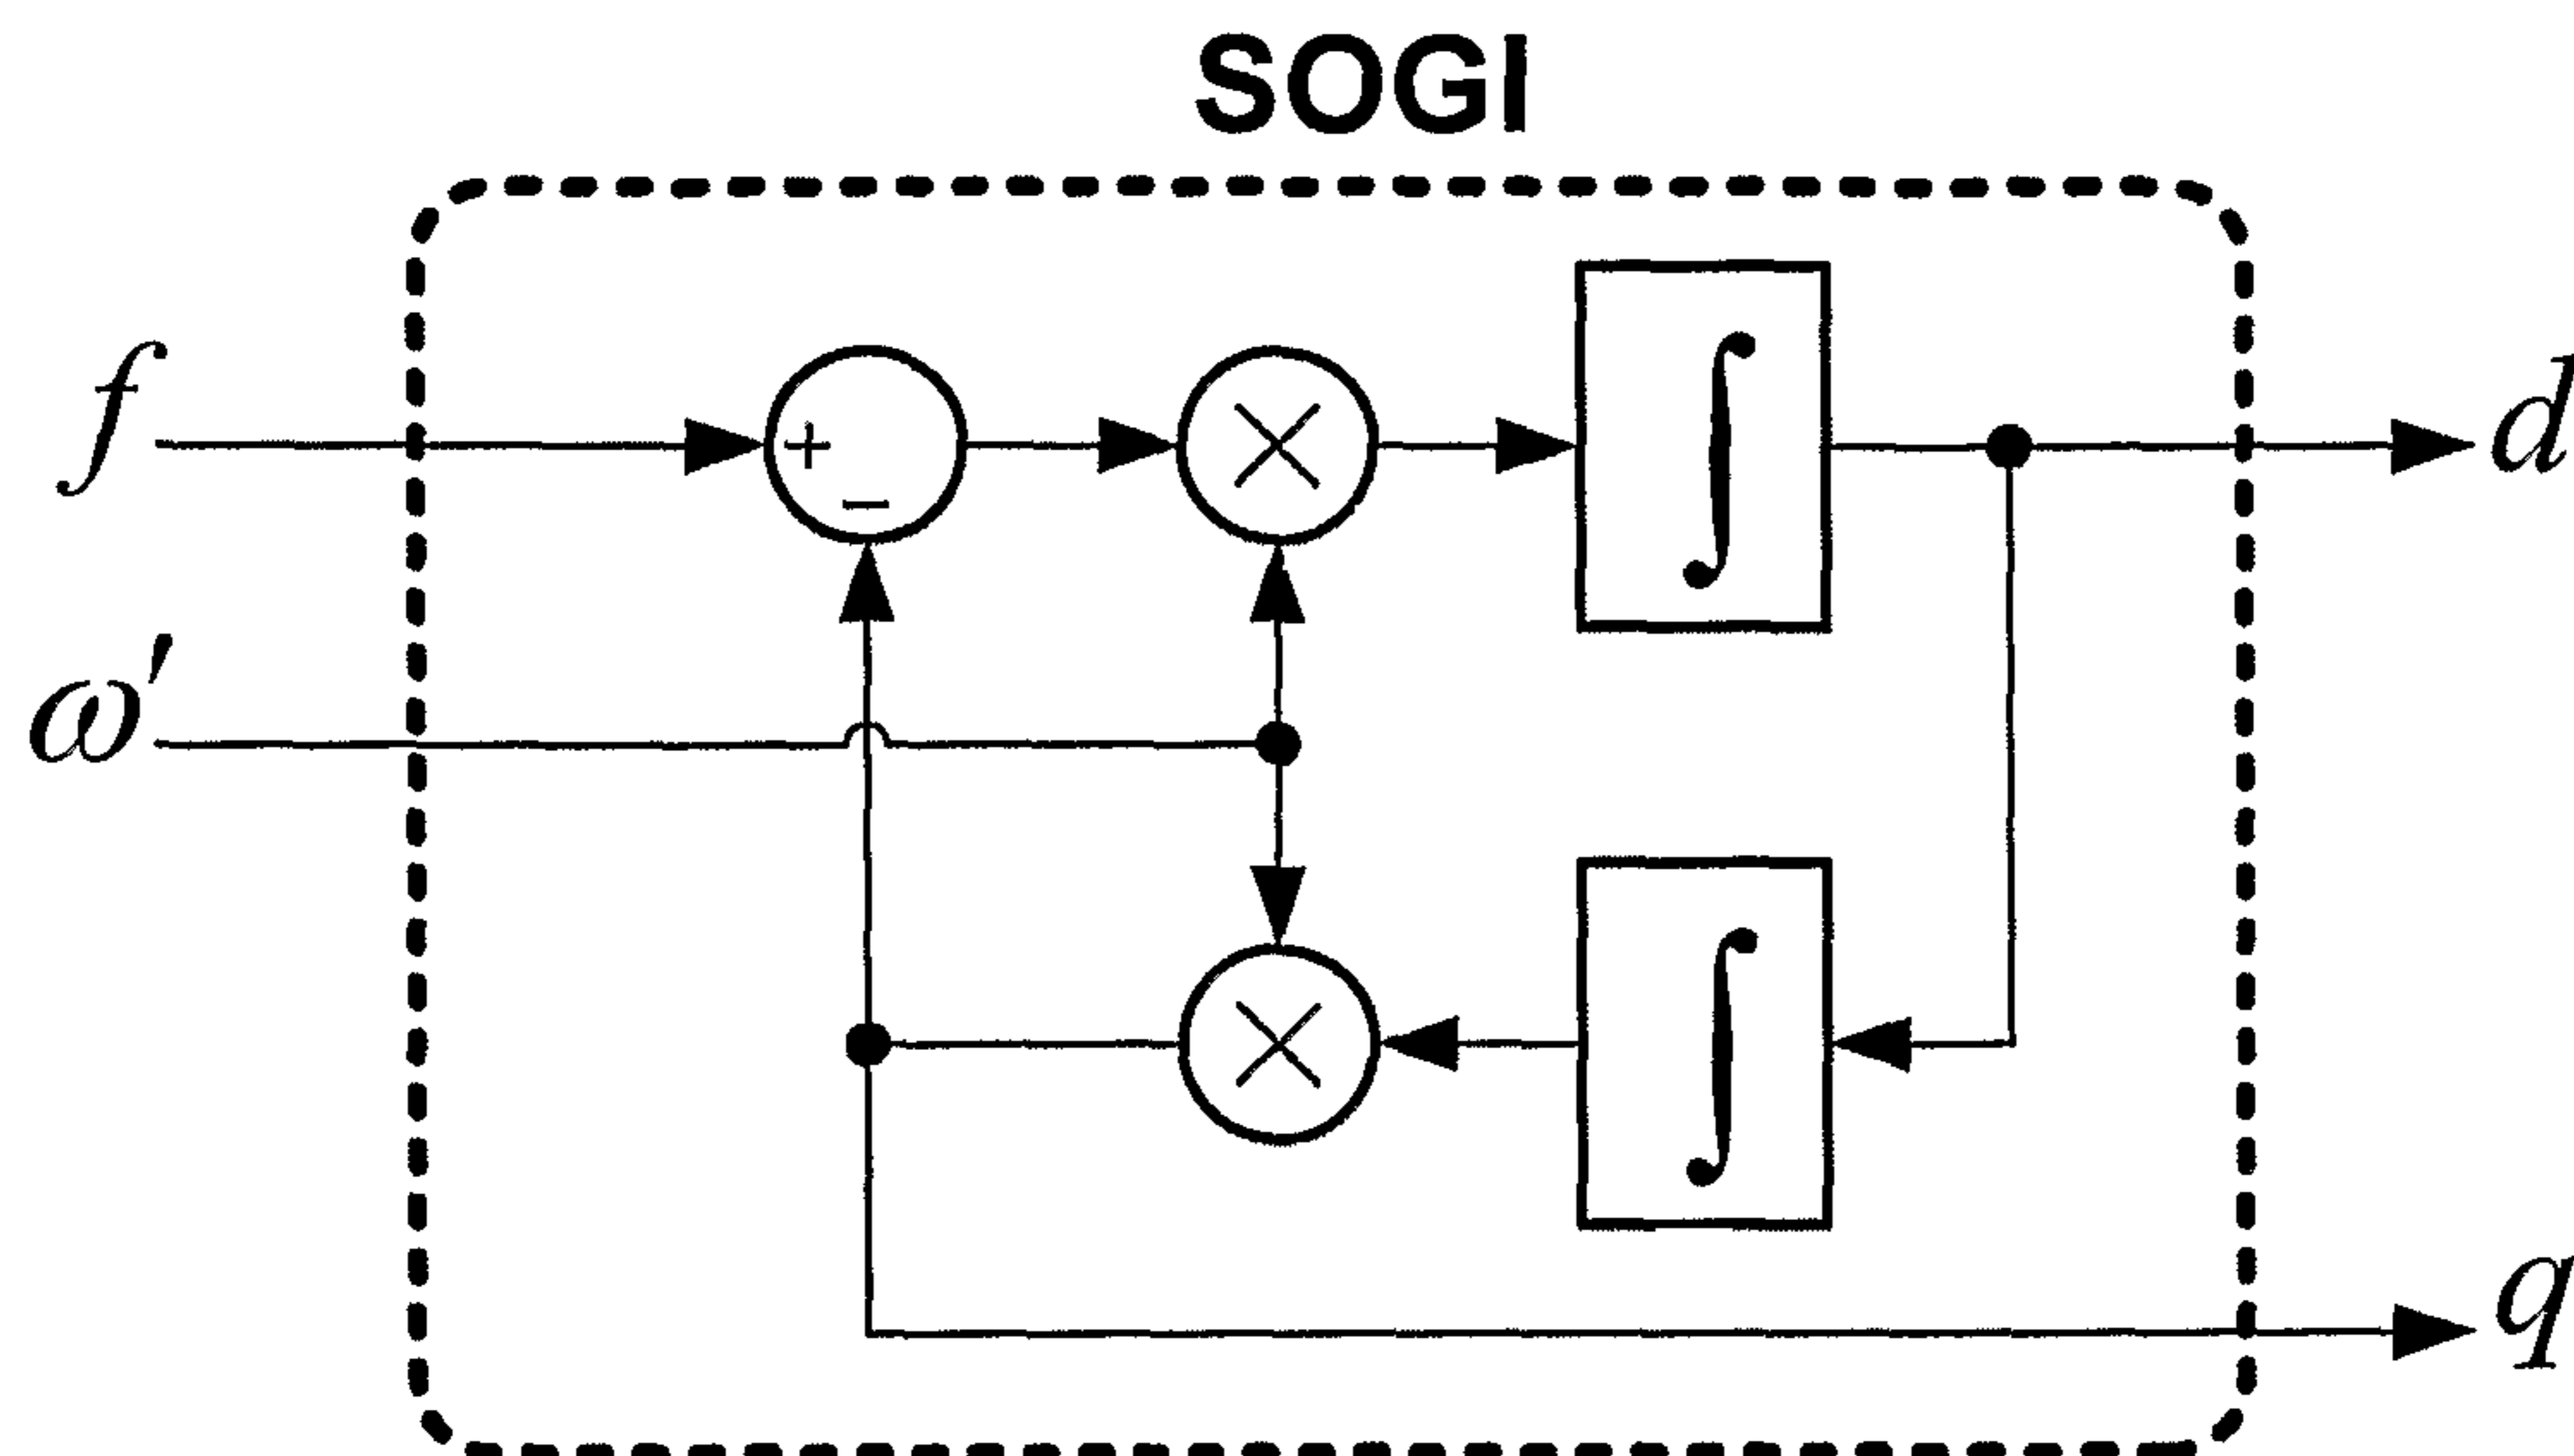 SOGI
f
+
−
×
∫
d
ω′
×
∫
q